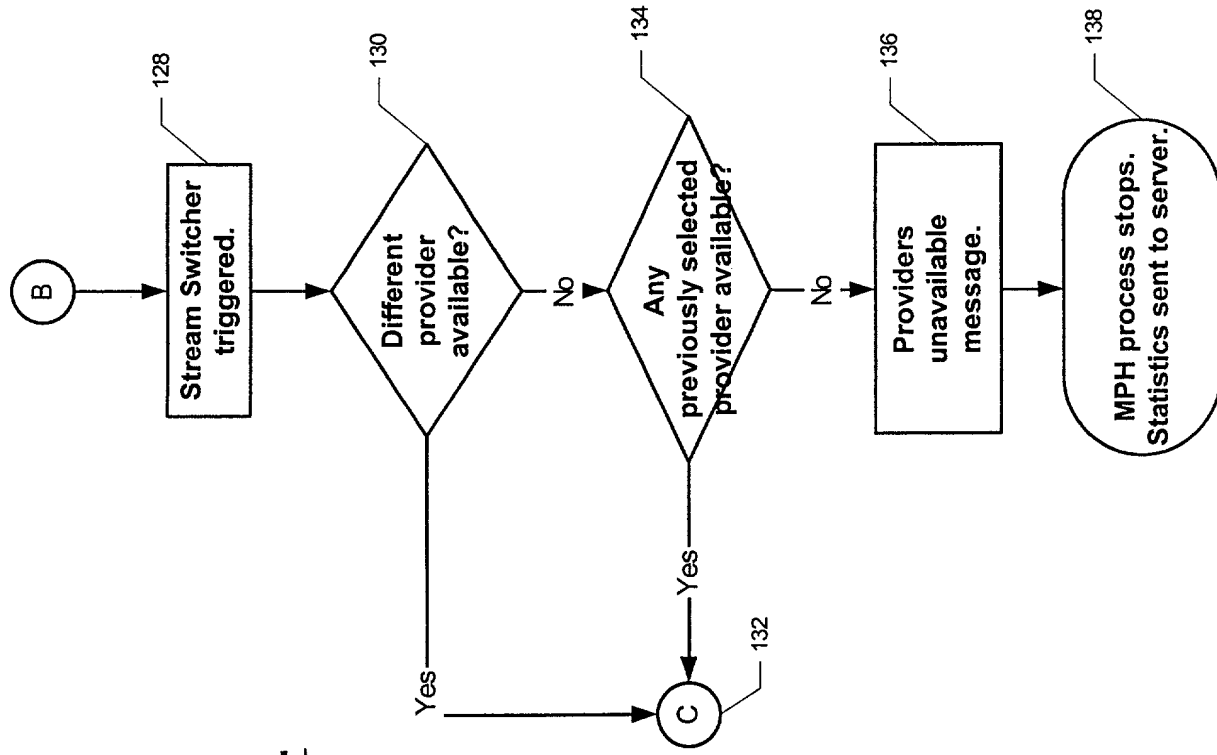 B
128
Stream Switcher
triggered.
130
Different
provider
available?
Yes
No
134
Any
previously selected
provider available?
Yes
No
C
132
136
Providers
unavailable
message.
138
MPH process stops.
Statistics sent to server.